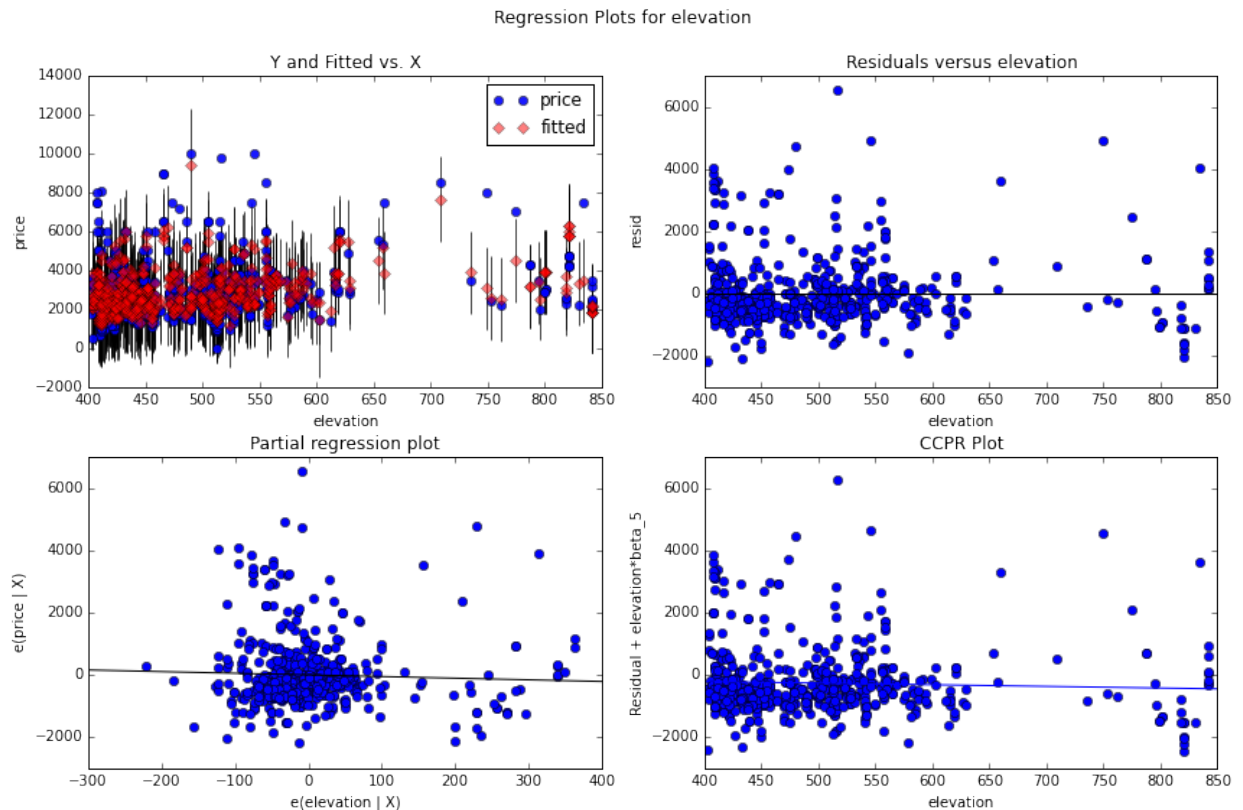 Regression Plots for elevation
Y and Fitted vs. X
14000
12000
10000
8000
6000
4000
2000
0
−2000
price
price
fitted
400 450 500 550 600 650 700 750 800 850
elevation
Residuals versus elevation
6000
4000
2000
0
−2000
resid
400 450 500 550 600 650 700 750 800 850
elevation
Partial regression plot
6000
4000
2000
0
−2000
e(price | X)
−300 −200 −100 0 100 200 300 400
e(elevation | X)
CCPR Plot
6000
4000
2000
0
−2000
Residual + elevation*beta_5
400 450 500 550 600 650 700 750 800 850
elevation